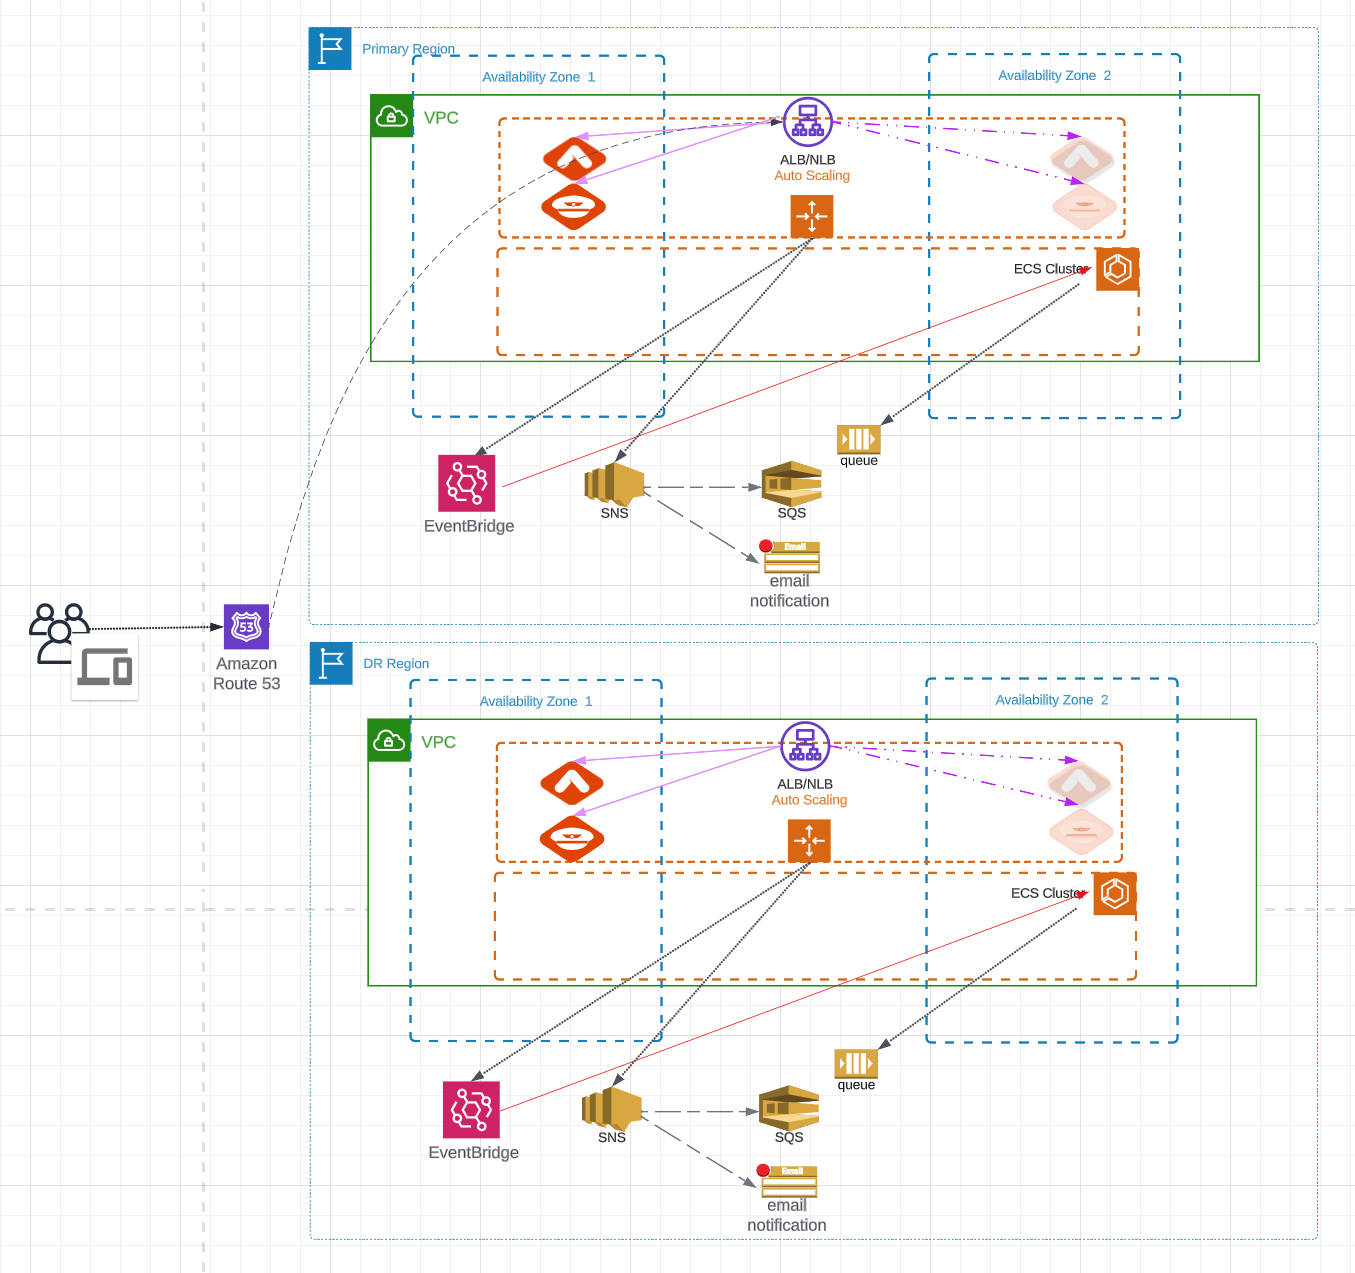 Primary Region
Availability Zone 1
Availability Zone 2
VPC
ALB/NLB
Auto Scaling
ECS Cluster
queue
EventBridge
SNS
SQS
Email
email
notification
53
Amazon
Route 53
DR Region
Availability Zone 1
Availability Zone 2
VPC
ALB/NLB
Auto Scaling
ECS Cluster
queue
EventBridge
SNS
SQS
Email
email
notification